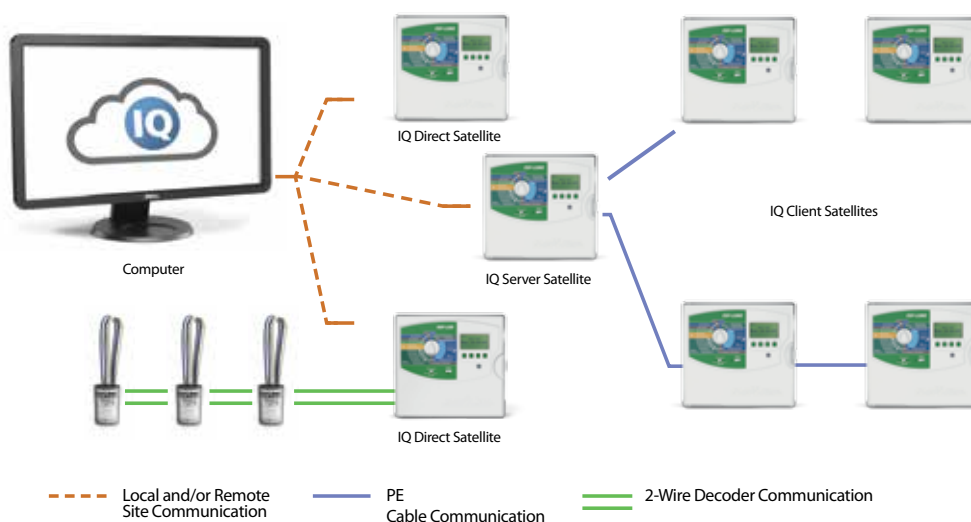 IQ
IQ Direct Satellite
IQ Server Satellite
IQ Client Satellites
Computer
IQ Direct Satellite
Local and/or Remote
Site Communication
PE
Cable Communication
2-Wire Decoder Communication